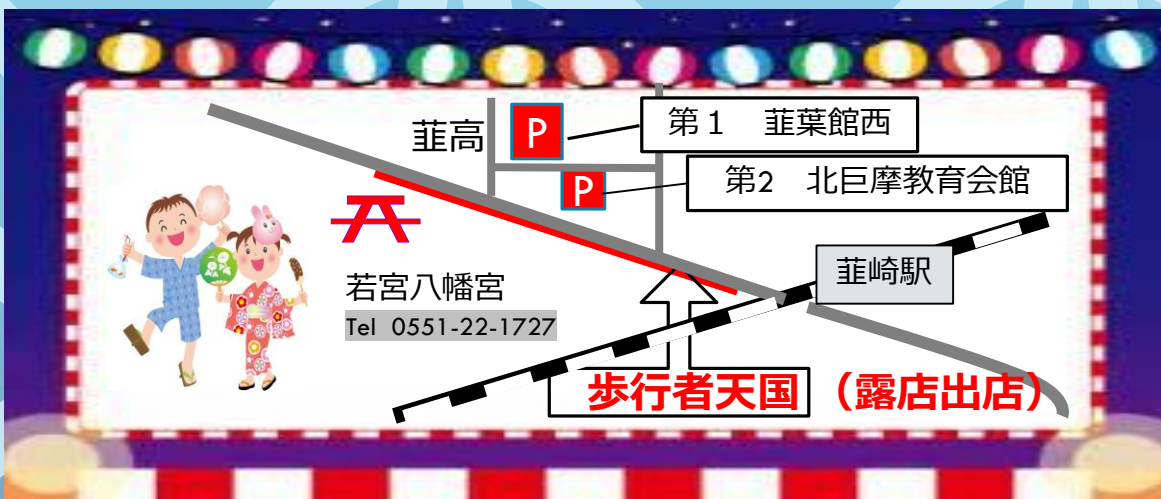 韮高
P
第１　韮葉館西
P
第2　北巨摩教育会館
韮崎駅
若宮八幡宮
Tel 0551-22-1727
歩行者天国（露店出店）